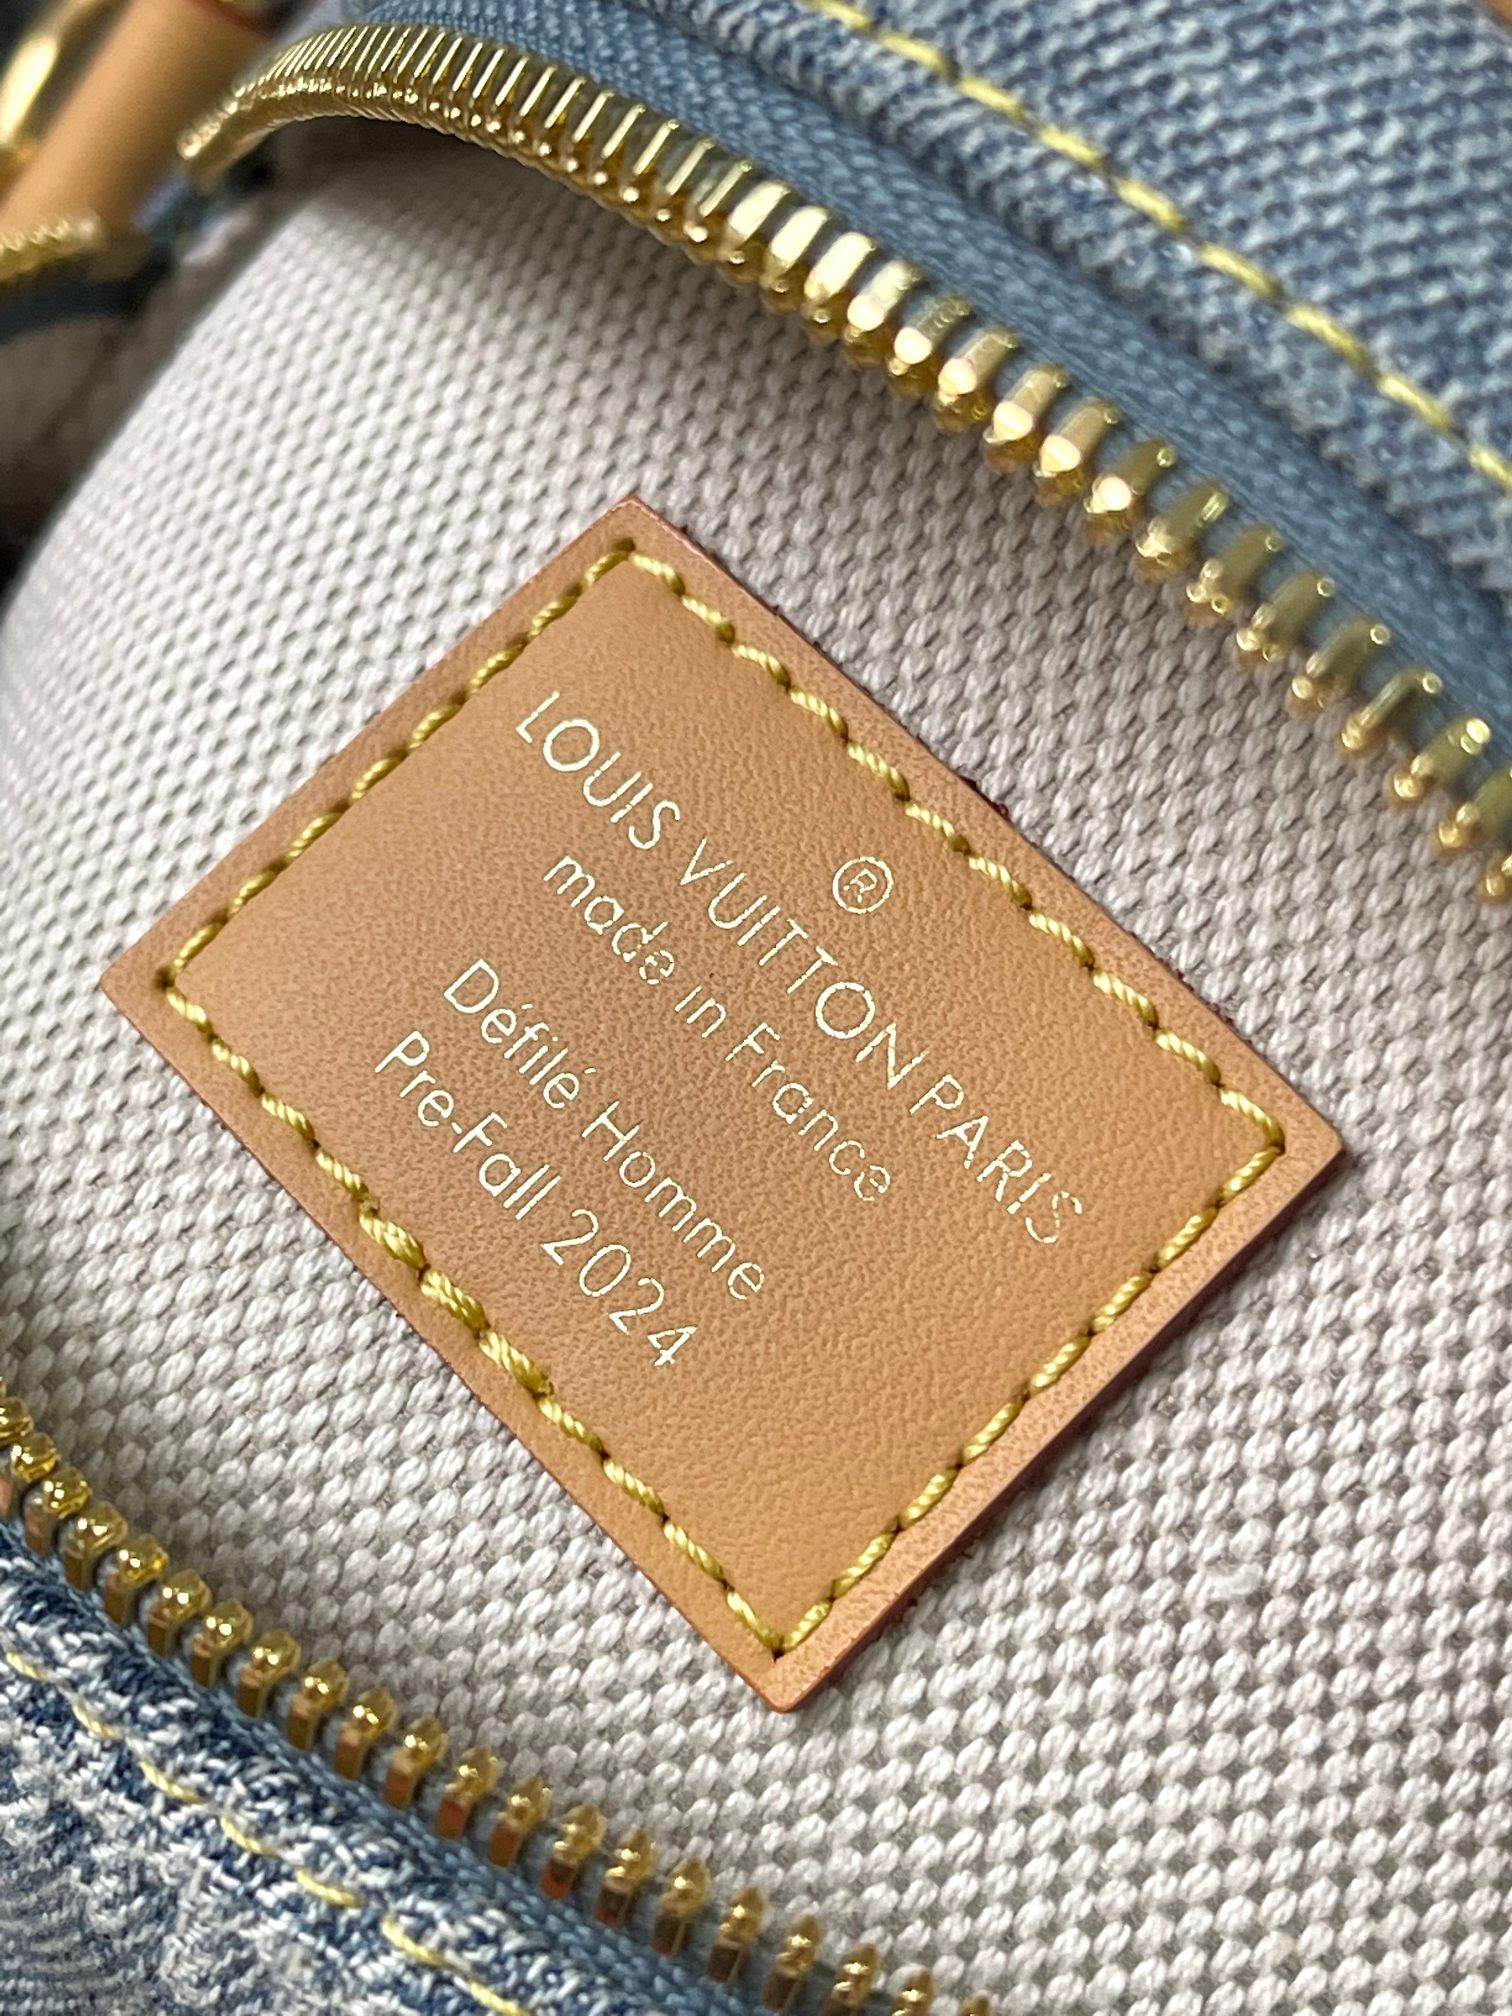 ®
LOUIS VUITTON PARIS
made in France
Défilé Homme
Pre-Fall 2024